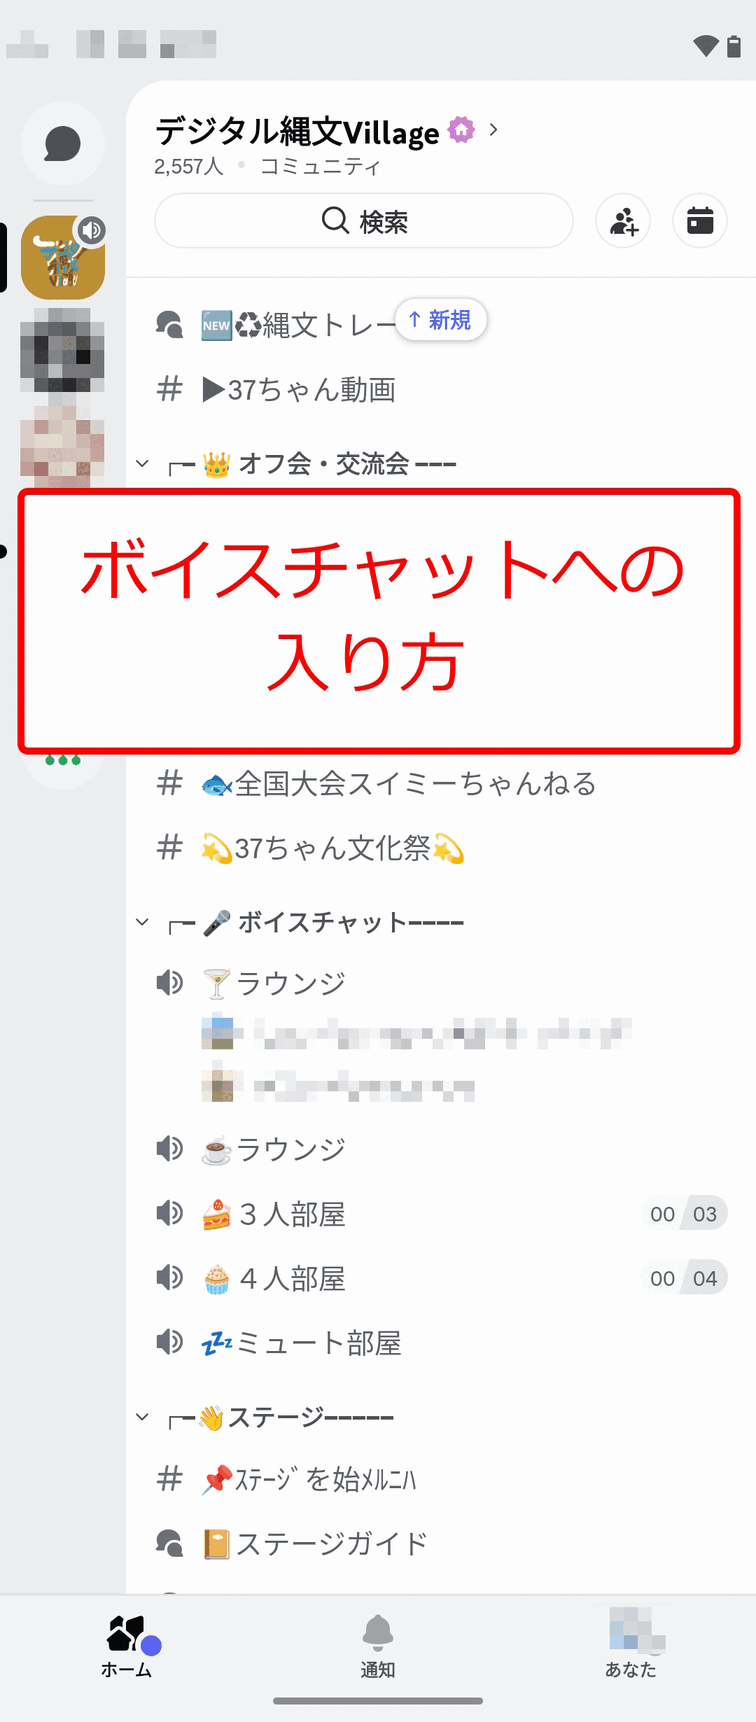 デジタル縄文Village
2,557人 • コミュニティ
検索
🆕♻縄文トレー
↑ 新規
▶37ちゃん動画
┌━ 👑 オフ会・交流会 ━━━
ボイスチャットへの
入り方
🐟全国大会スイミーちゃんねる
💫37ちゃん文化祭💫
┌━ 🎤 ボイスチャット━━━━
🍸ラウンジ
☕ラウンジ
🍰３人部屋 00 03
🧁４人部屋 00 04
💤ミュート部屋
┌━👋ステージ━━━━━
📌ｽﾃｰｼﾞを始ﾒﾙﾆﾊ
📔ステージガイド
ホーム 通知 あなた